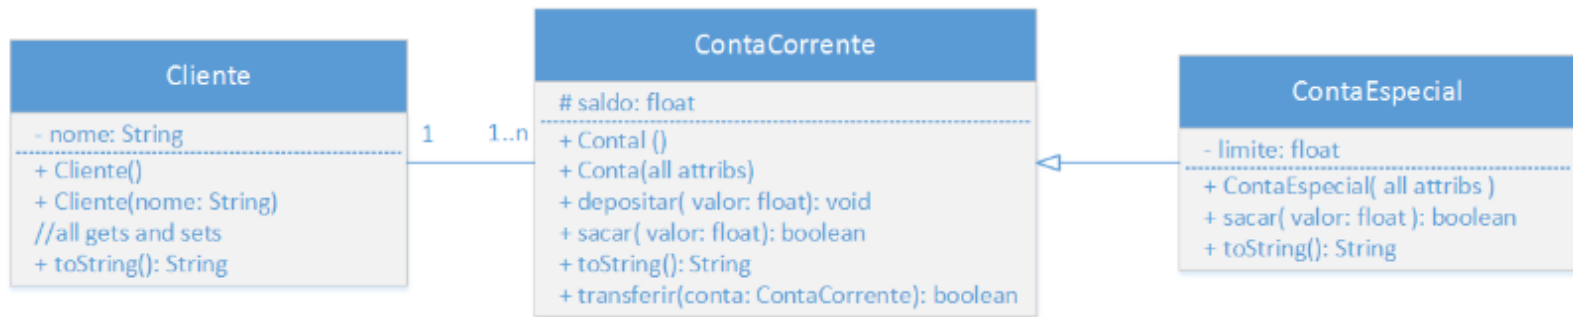 Cliente
- nome: String
+ Cliente()
+ Cliente(nome: String)
//all gets and sets
+ toString(): String
1
1..n
ContaCorrente
# saldo: float
+ Contal ()
+ Conta(all attribs)
+ depositar( valor: float): void
+ sacar( valor: float): boolean
+ toString(): String
+ transferir(conta: ContaCorrente): boolean
ContaEspecial
- limite: float
+ ContaEspecial( all attribs )
+ sacar( valor: float ): boolean
+ toString(): String